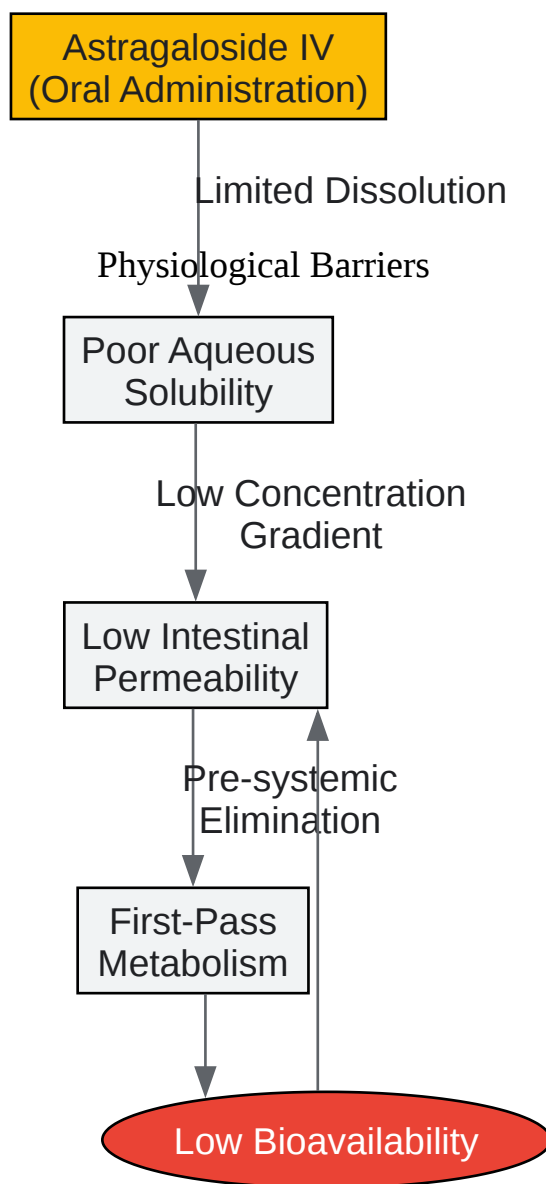 Astragaloside IV
(Oral Administration)
Limited Dissolution
Physiological Barriers
Poor Aqueous
Solubility
Low Concentration
Gradient
Low Intestinal
Permeability
Pre-systemic
Elimination
First-Pass
Metabolism
Low Bioavailability